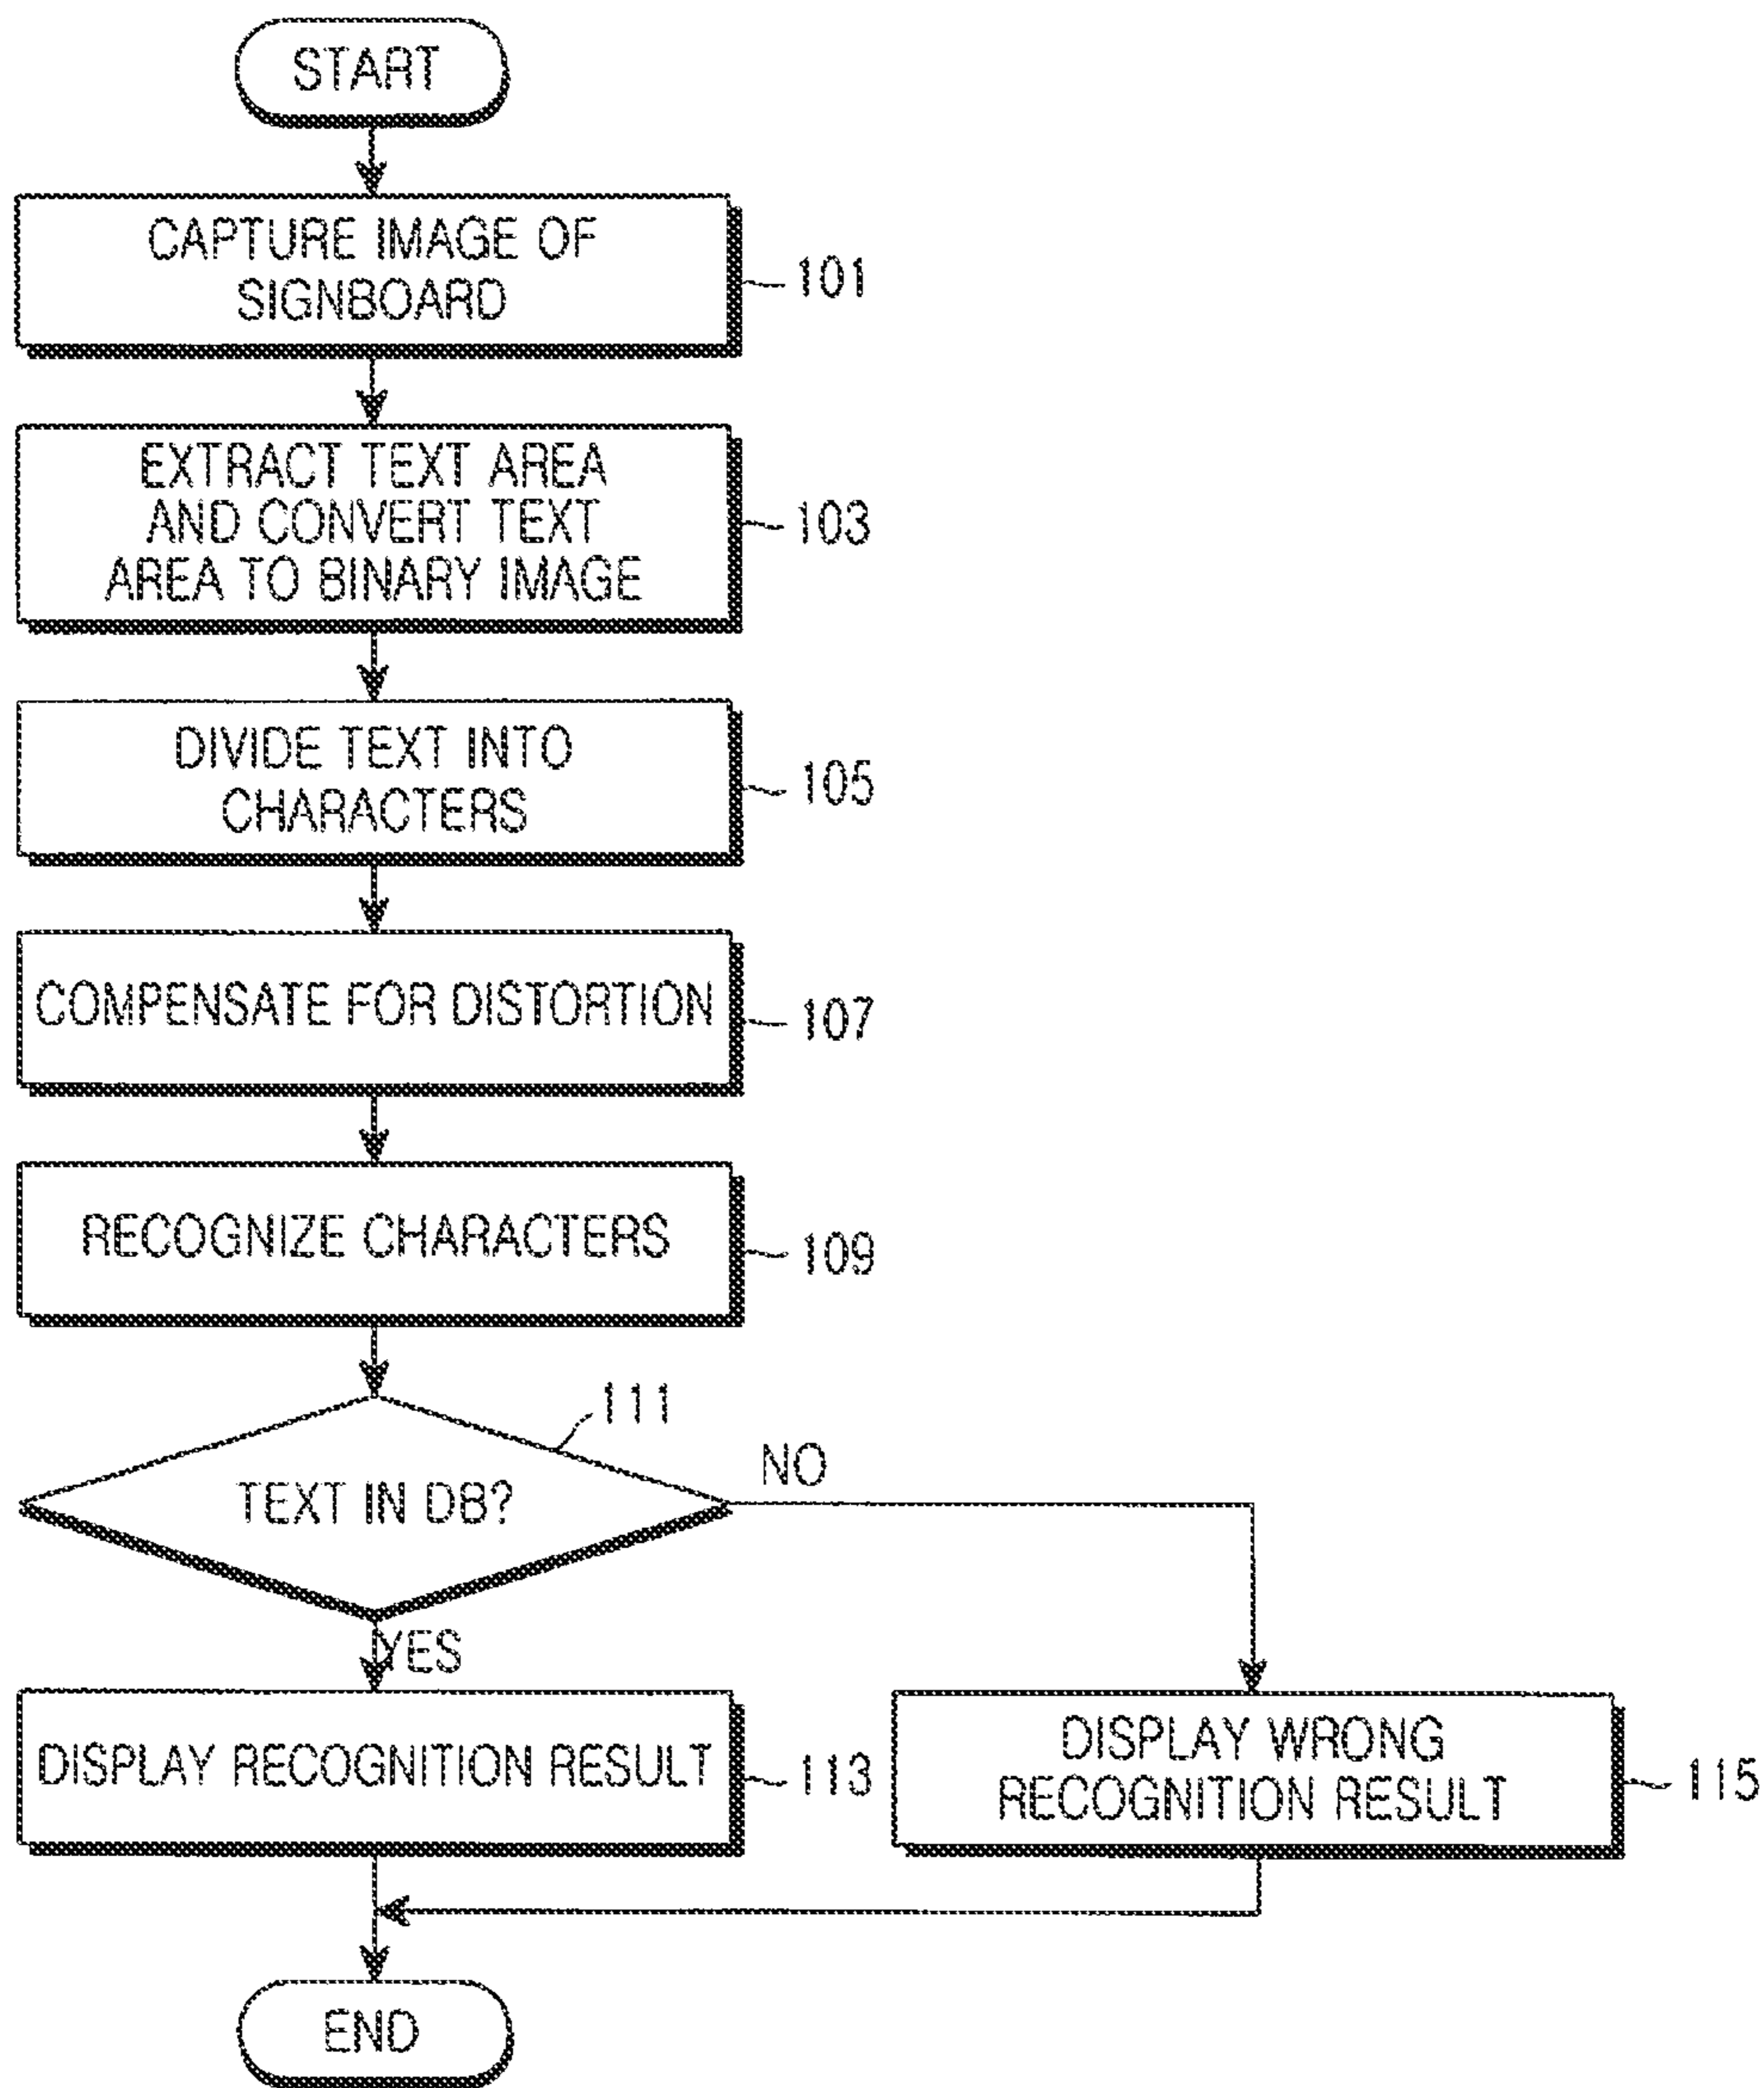 START
CAPTURE IMAGE OF
SIGNBOARD
101
EXTRACT TEXT AREA
AND CONVERT TEXT
AREA TO BINARY IMAGE
103
DIVIDE TEXT INTO
CHARACTERS
105
COMPENSATE FOR DISTORTION
107
RECOGNIZE CHARACTERS
109
111
TEXT IN DB?
NO
YES
DISPLAY RECOGNITION RESULT
113
DISPLAY WRONG
RECOGNITION RESULT
115
END